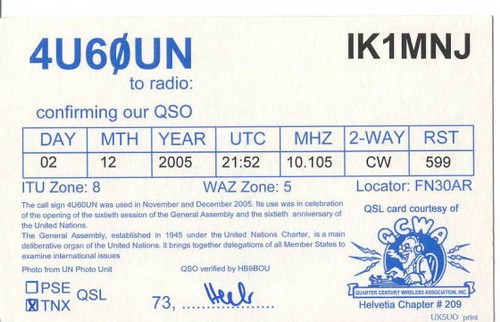 4U6ØUN
IK1MNJ
to radio:
confirming our QSO
DAY MTH YEAR UTC MHZ 2-WAY RST
02 12 2005 21:52 10.105 CW 599
ITU Zone: 8 WAZ Zone: 5 Locator: FN30AR
The call sign 4U60UN was used in November and December 2005. Its use was in celebration
of the opening of the sixtieth session of the General Assembly and the sixtieth anniversary of
the United Nations.
The General Assembly, established in 1945 under the United Nations Charter, is a main
deliberative organ of the United Nations. It brings together delegations of all Member States to
examine international issues
QSL card courtesy of
QCWA
QUARTER CENTURY WIRELESS ASSOCIATION, INC.
Helvetia Chapter # 209
Photo from UN Photo Unit QSO verified by HB9BOU
PSE
TNX QSL
73,
UX5UO print